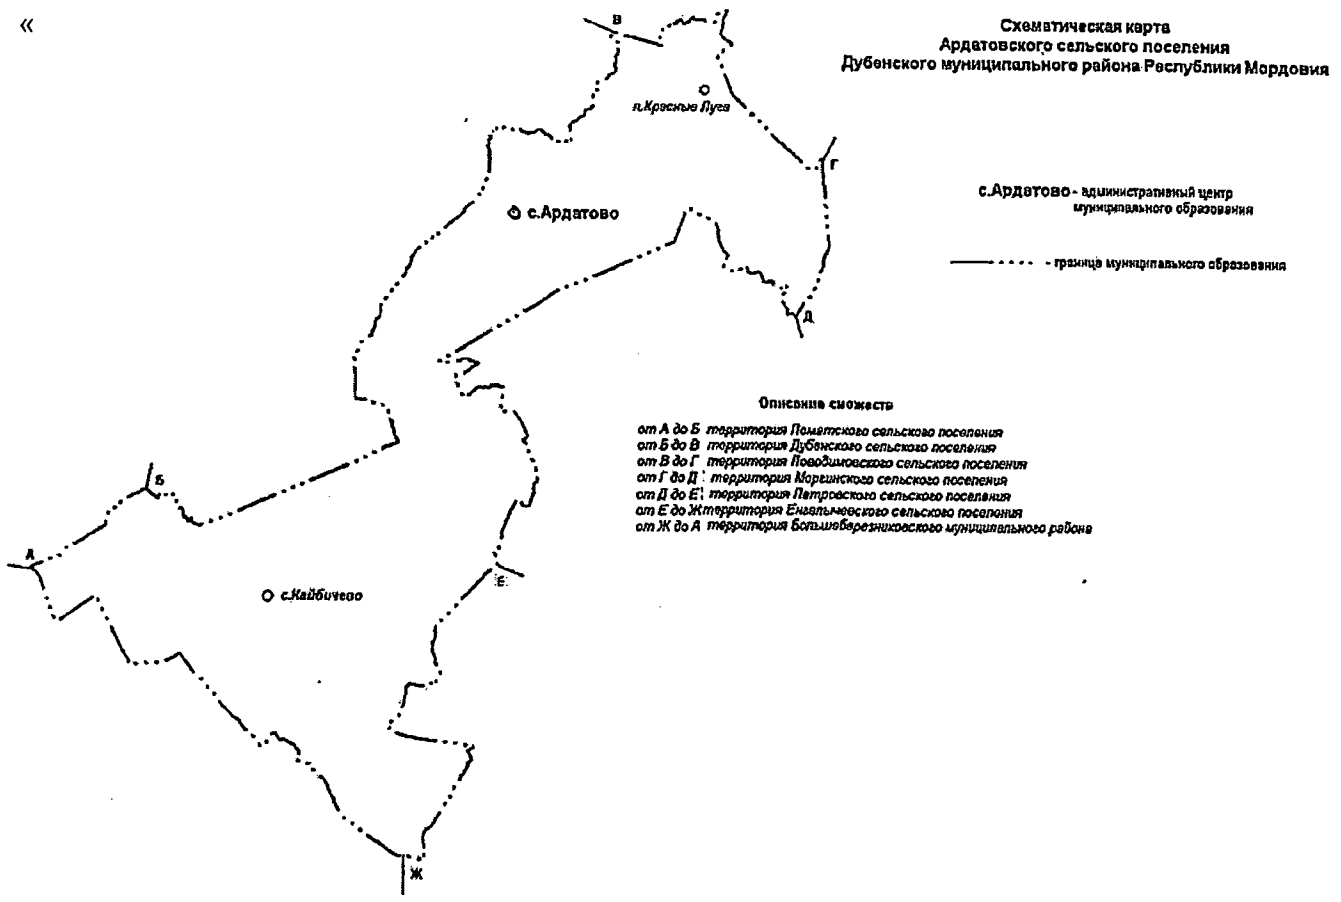 «
Схематическая карта
Ардатовского сельского поселения
Дубенского муниципального района Республики Мордовия
В
п.Красные Луга
Г
с.Ардатово - административный центр
муниципального образования
с.Ардатово
- граница муниципального образования
Д
Описание смежеств
от А до Б территория Ломатского сельского поселения
от Б до В территория Дубенского сельского поселения
от В до Г территория Поводимовского сельского поселения
от Г до Д территория Моргинского сельского поселения
от Д до Е территория Петровского сельского поселения
от Е до Ж территория Енгалычевского сельского поселения
от Ж до А территория Большеберезниковского муниципального района
Б
А
Е
с.Кайбичево
Ж